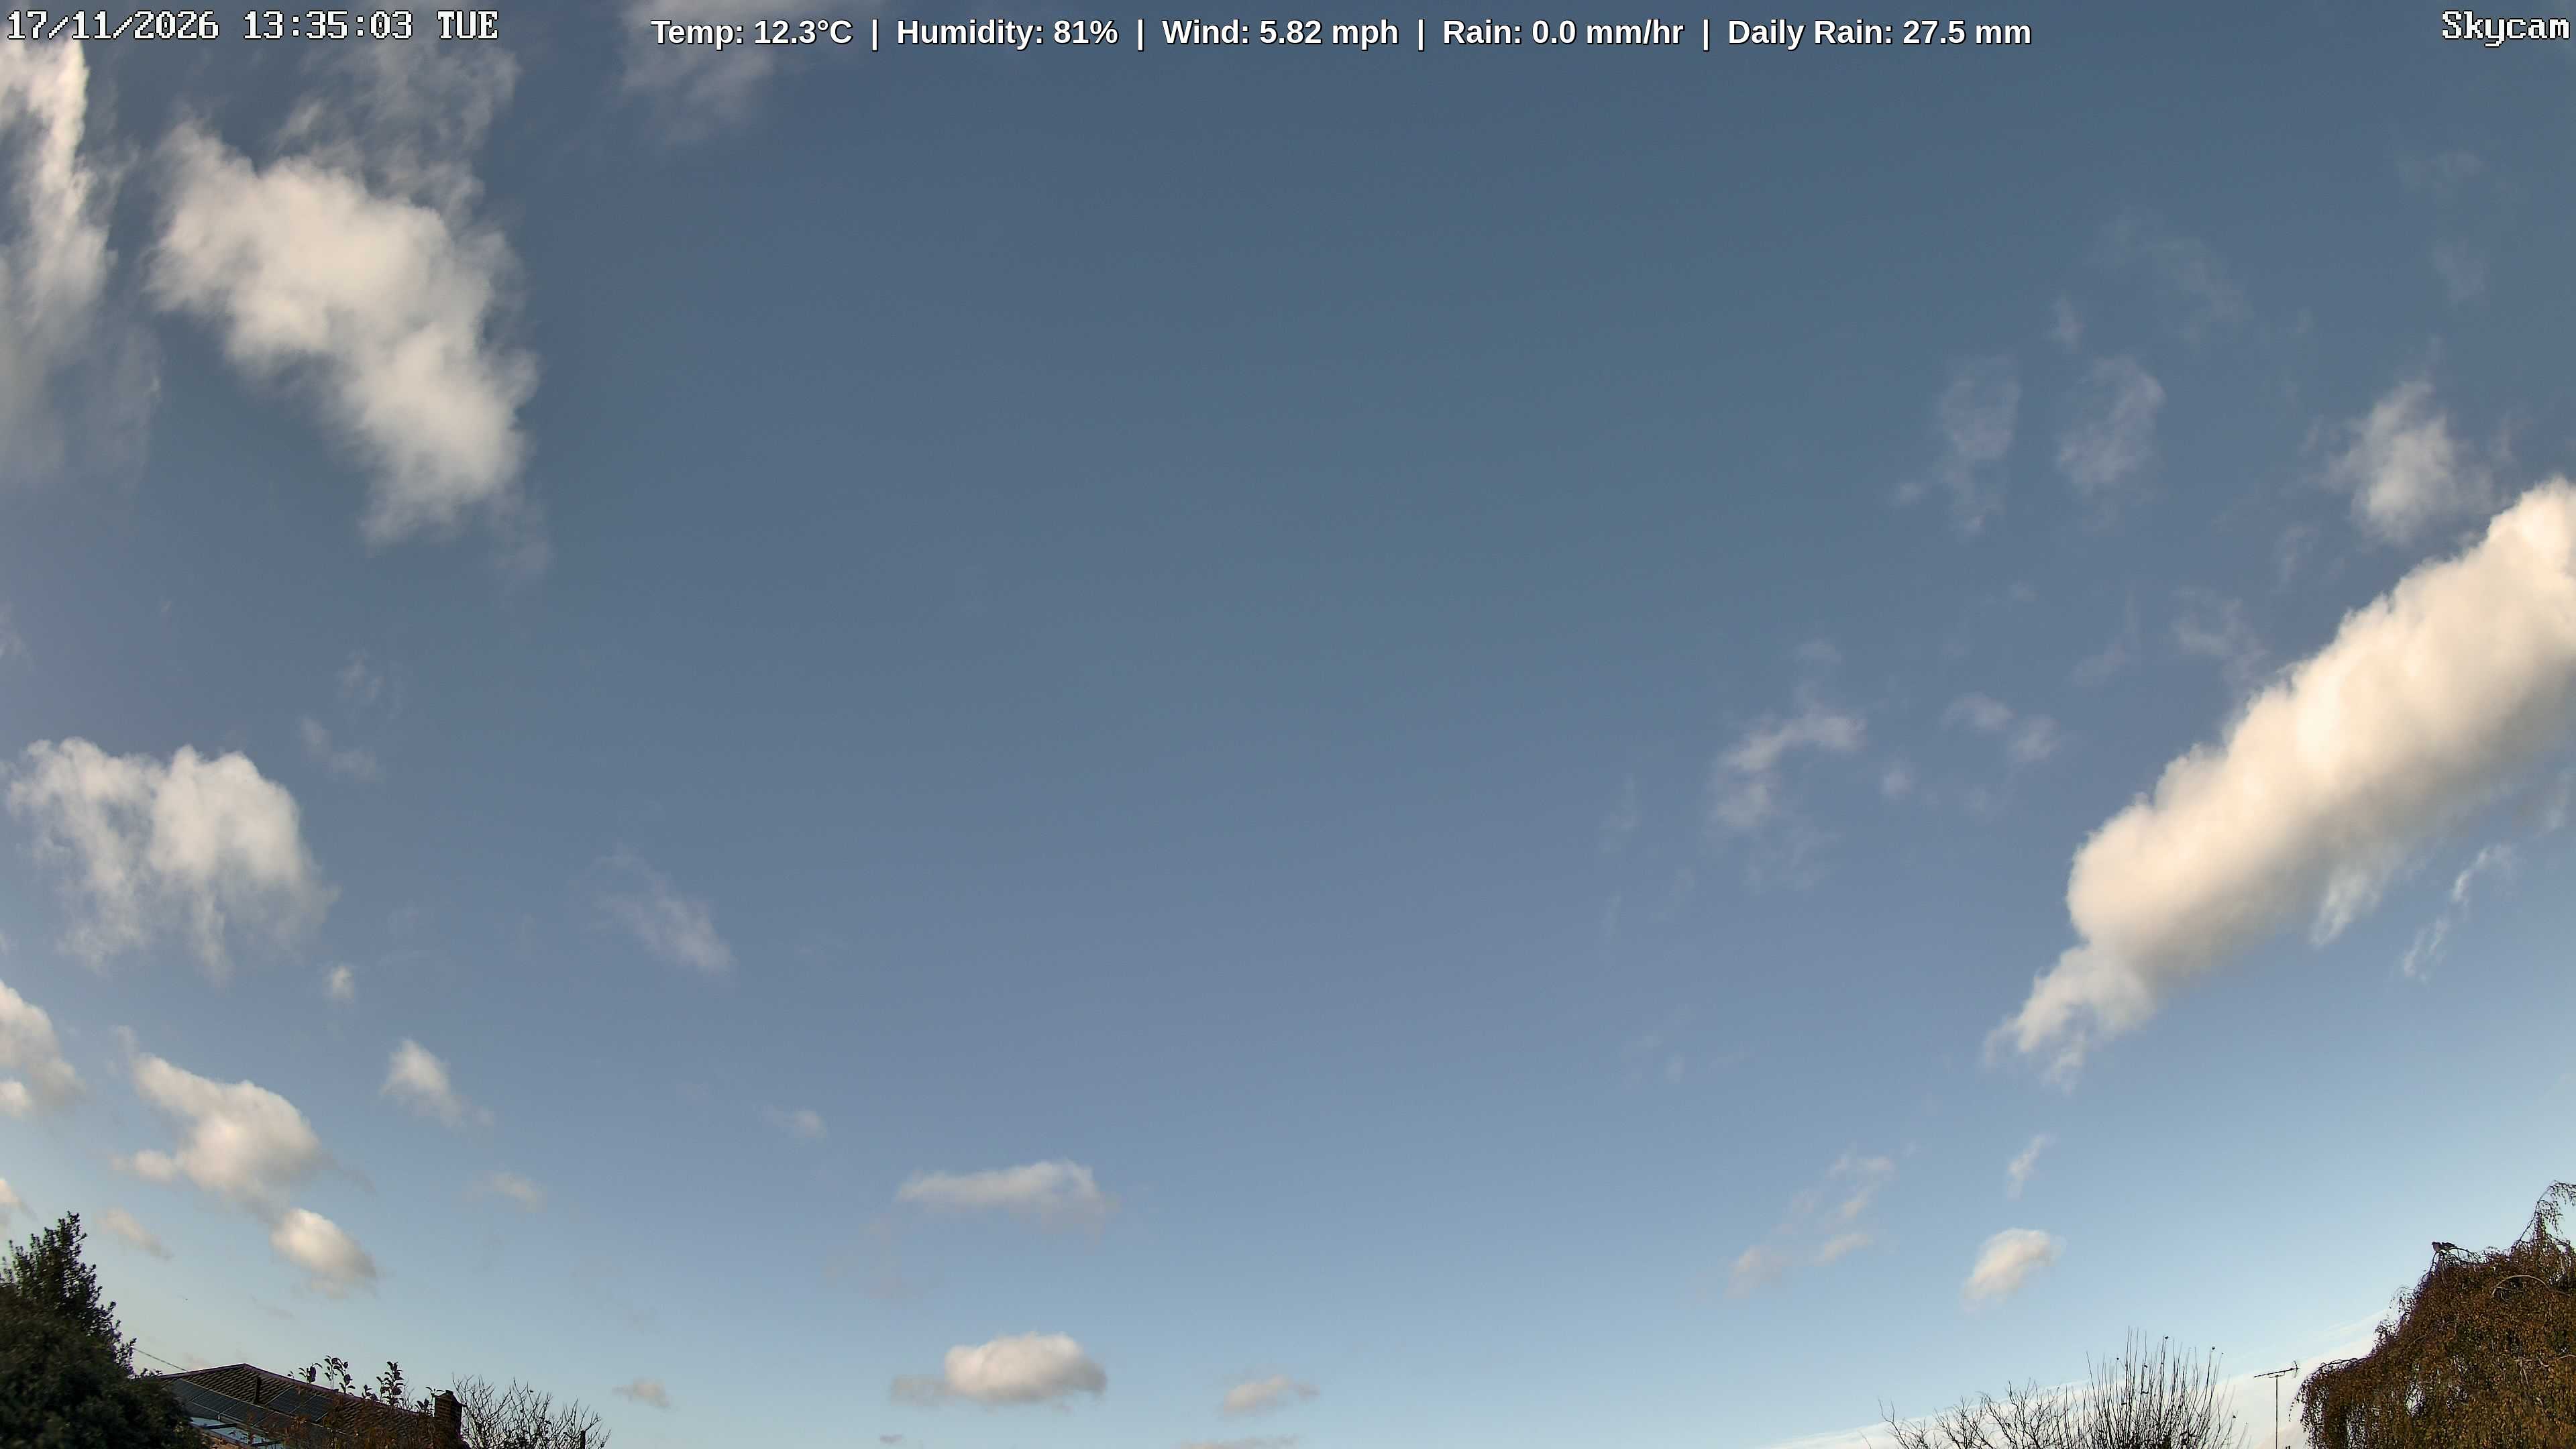 17/11/2026 13:35:03 TUE
Temp: 12.3°C | Humidity: 81% | Wind: 5.82 mph | Rain: 0.0 mm/hr | Daily Rain: 27.5 mm
Skycam